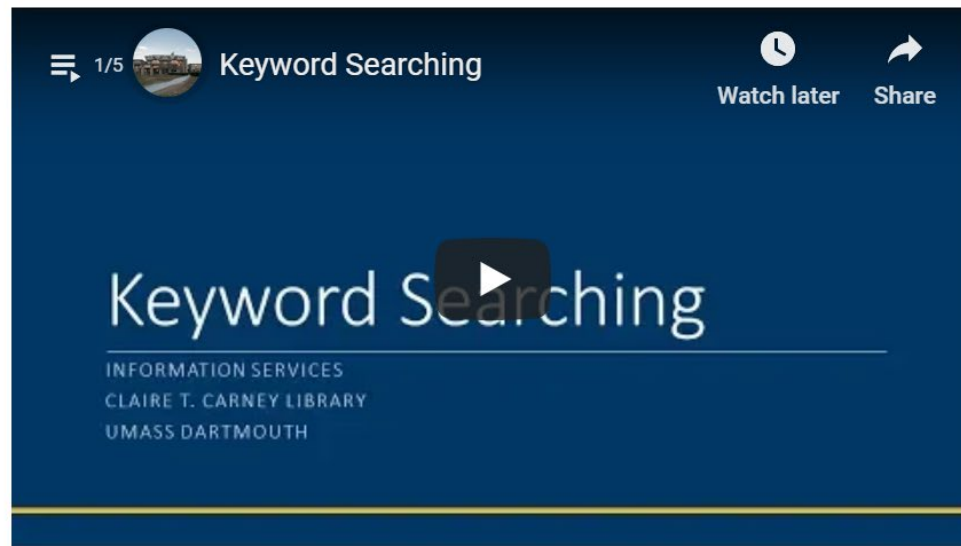 1/5 Keyword Searching
Watch later Share
Keyword Searching
INFORMATION SERVICES
CLAIRE T. CARNEY LIBRARY
UMASS DARTMOUTH